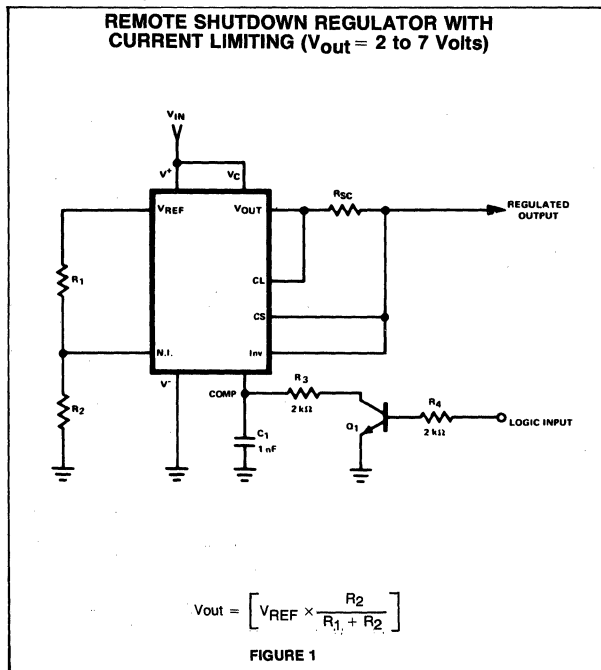 REMOTE SHUTDOWN REGULATOR WITH
CURRENT LIMITING (Vout = 2 to 7 Volts)
VIN
V+
VC
VREF
VOUT
RSC
REGULATED
OUTPUT
R1
CL
CS
N.I.
Inv
V-
COMP
R3
2 kΩ
R2
C1
1 nF
Q1
R4
2 kΩ
LOGIC INPUT
Vout = [VREF × R2 / (R1 + R2)]
FIGURE 1